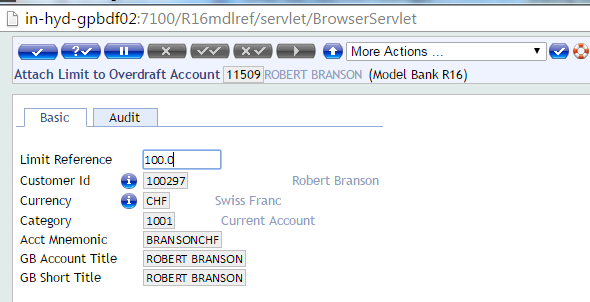 in-hyd-gpbdf02:7100/R16mdlref/servlet/BrowserServlet
More Actions ...
Attach Limit to Overdraft Account 11509 ROBERT BRANSON (Model Bank R16)
Basic Audit
Limit Reference 100.0
Customer Id 100297 Robert Branson
Currency CHF Swiss Franc
Category 1001 Current Account
Acct Mnemonic BRANSONCHF
GB Account Title ROBERT BRANSON
GB Short Title ROBERT BRANSON